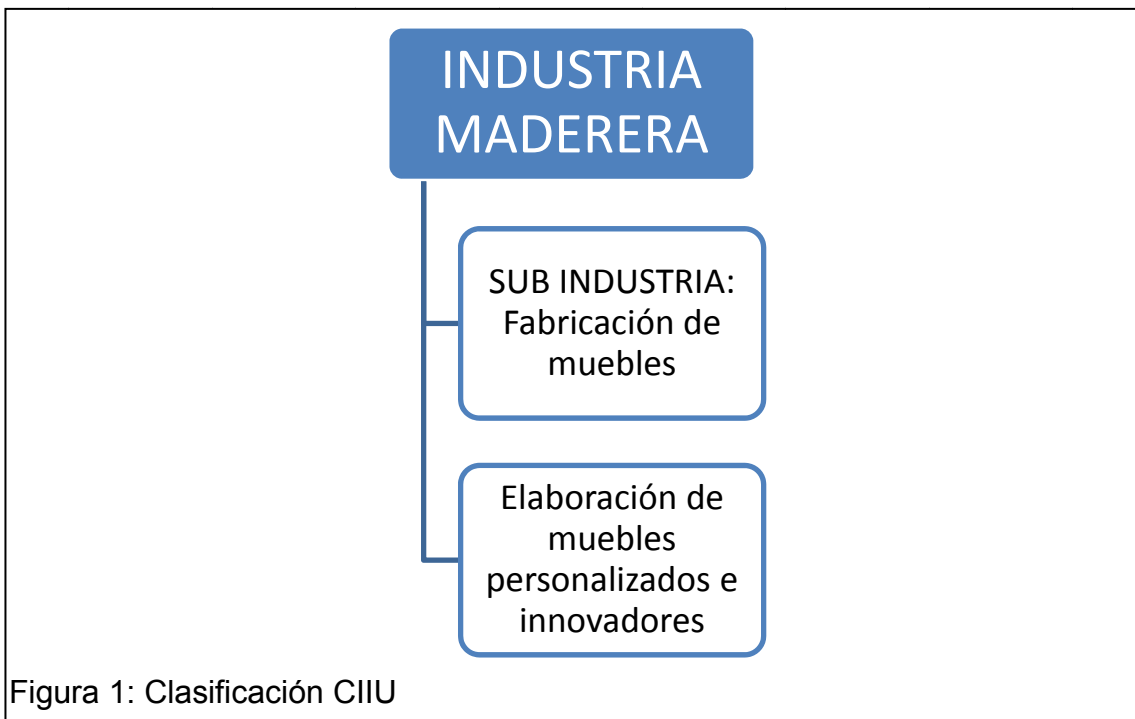 INDUSTRIA
MADERERA
SUB INDUSTRIA:
Fabricación de
muebles
Elaboración de
muebles
personalizados e
innovadores
Figura 1: Clasificación CIIU